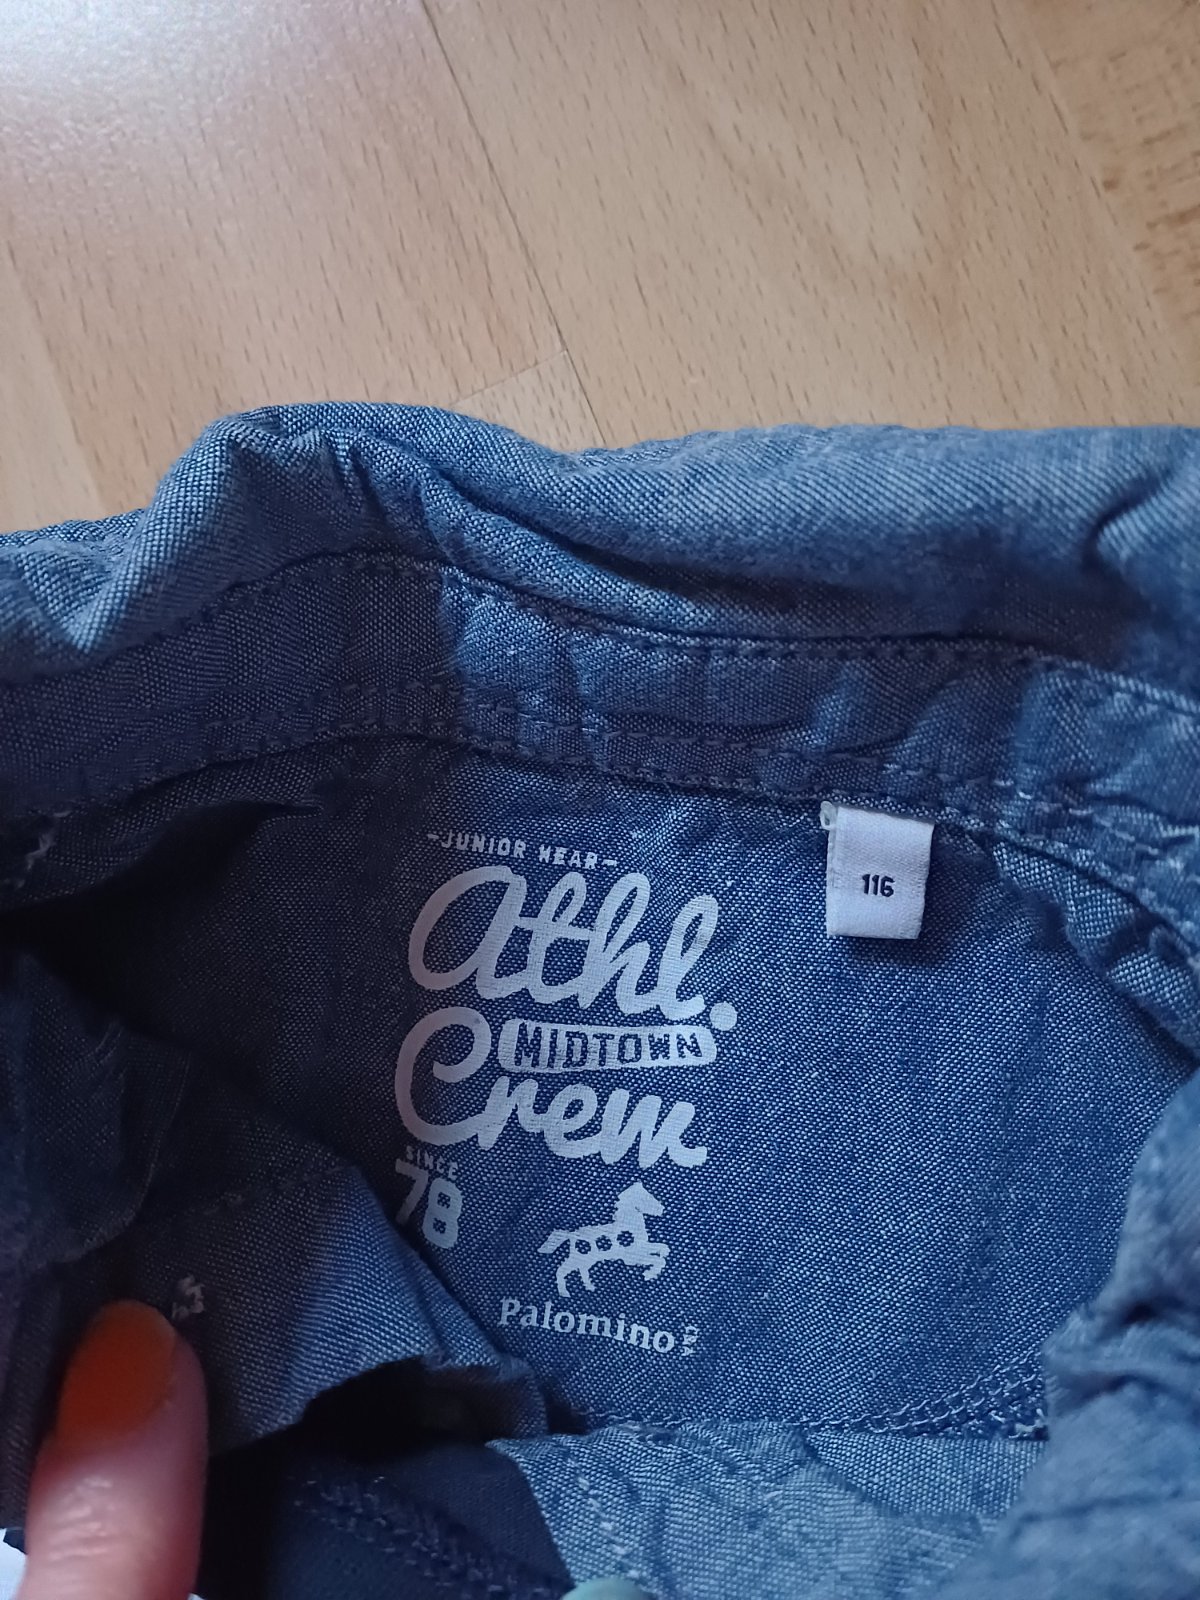 -JUNIOR WEAR-
athl.
MIDTOWN
Crew
SINCE
78
Palomino
116